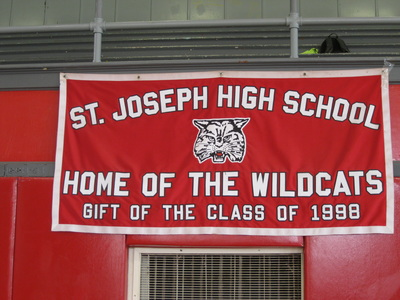 ST. JOSEPH HIGH SCHOOL
HOME OF THE WILDCATS
GIFT OF THE CLASS OF 1998